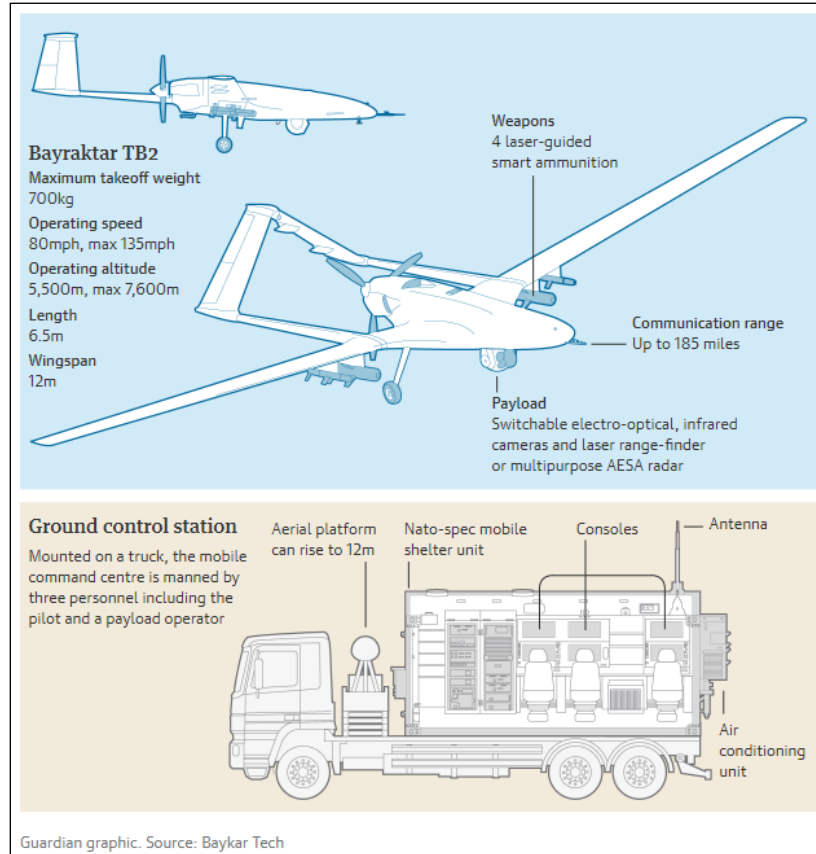 Bayraktar TB2
Maximum takeoff weight
700kg
Operating speed
80mph, max 135mph
Operating altitude
5,500m, max 7,600m
Length
6.5m
Wingspan
12m
Weapons
4 laser-guided
smart ammunition
Communication range
Up to 185 miles
Payload
Switchable electro-optical, infrared
cameras and laser range-finder
or multipurpose AESA radar
Ground control station
Mounted on a truck, the mobile
command centre is manned by
three personnel including the
pilot and a payload operator
Aerial platform
can rise to 12m
Nato-spec mobile
shelter unit
Consoles
Antenna
Air
conditioning
unit
Guardian graphic. Source: Baykar Tech